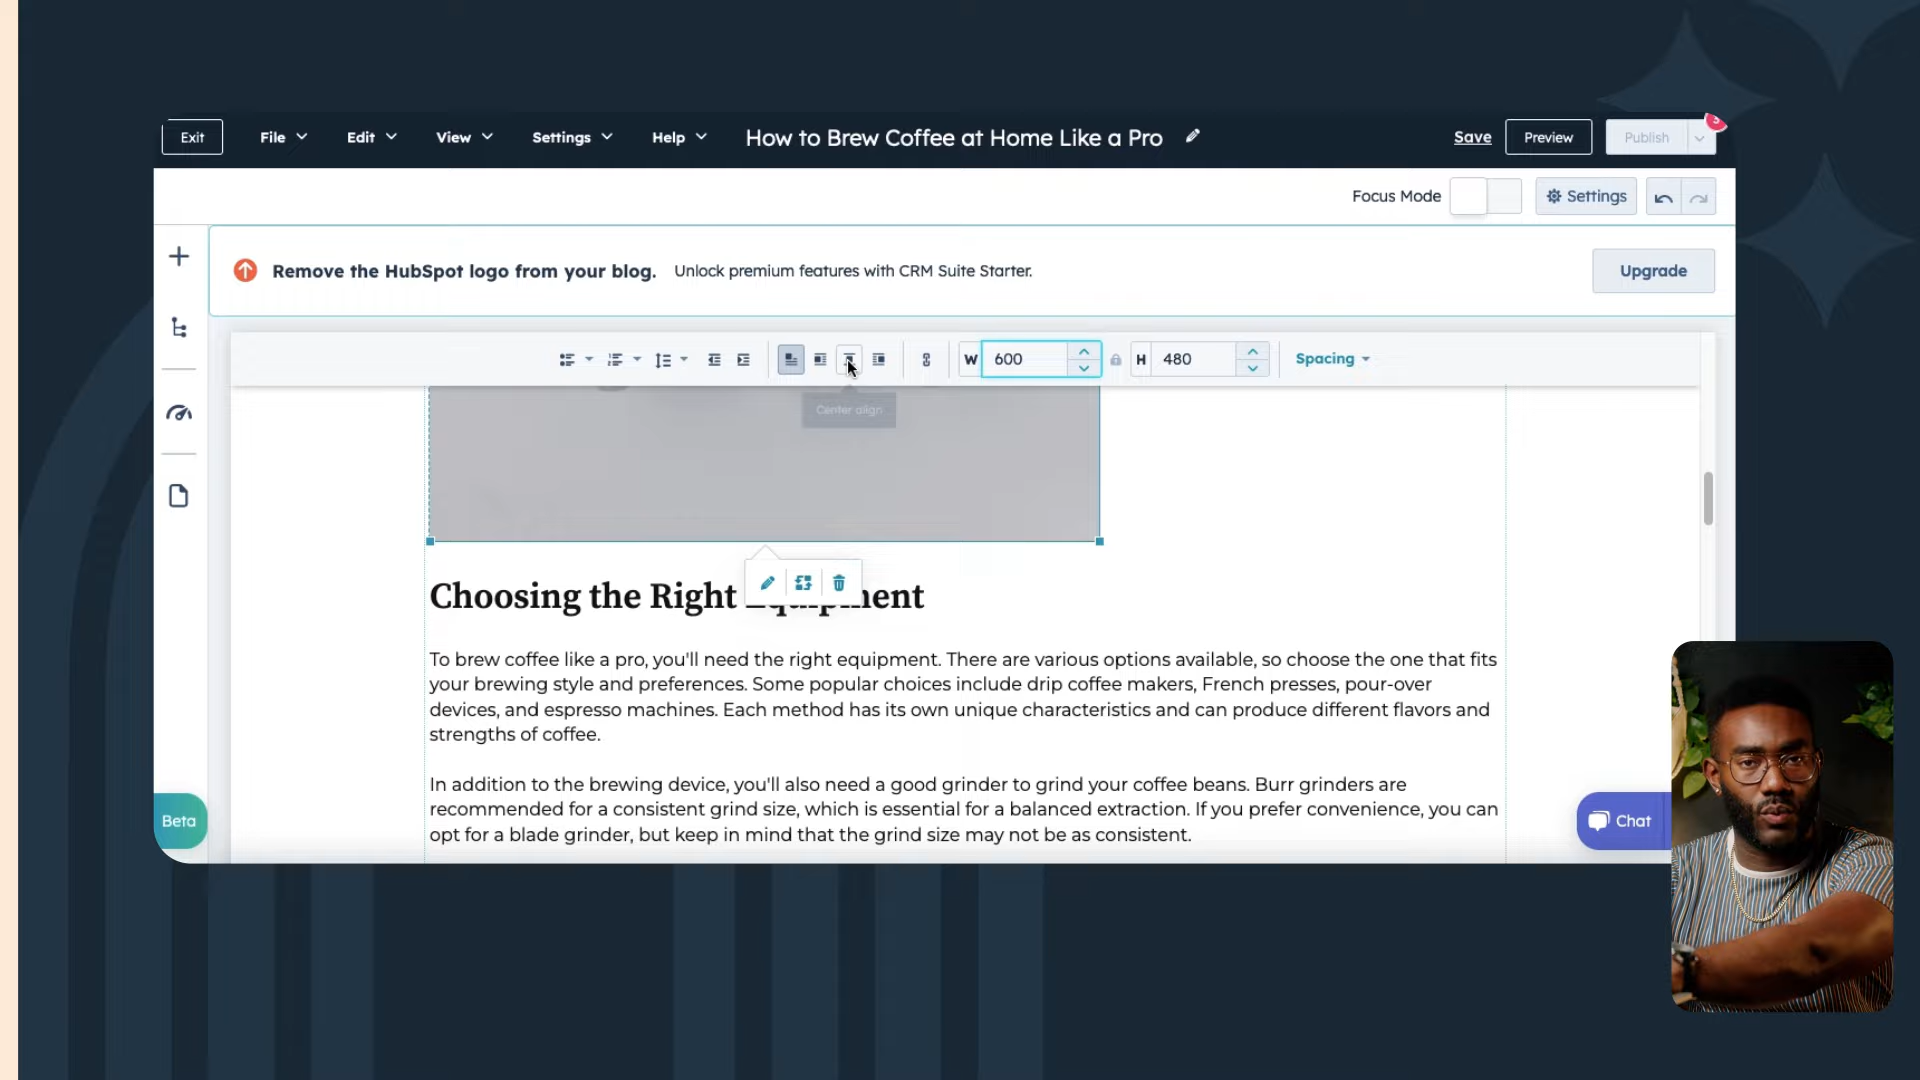 Exit
File
Edit
View
Settings
Help
How to Brew Coffee at Home Like a Pro
Save
Preview
Publish
3
Focus Mode
Settings
Remove the HubSpot logo from your blog.
Unlock premium features with CRM Suite Starter.
Upgrade
W
600
H
480
Spacing
Center align
Choosing the Right Equipment
To brew coffee like a pro, you'll need the right equipment. There are various options available, so choose the one that fits
your brewing style and preferences. Some popular choices include drip coffee makers, French presses, pour-over
devices, and espresso machines. Each method has its own unique characteristics and can produce different flavors and
strengths of coffee.
In addition to the brewing device, you'll also need a good grinder to grind your coffee beans. Burr grinders are
recommended for a consistent grind size, which is essential for a balanced extraction. If you prefer convenience, you can
opt for a blade grinder, but keep in mind that the grind size may not be as consistent.
Beta
Chat